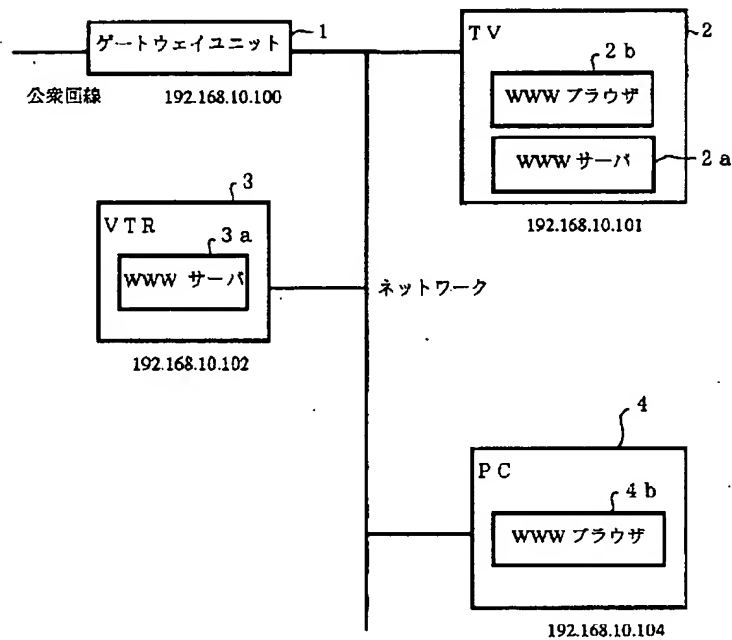 ゲートウェイユニット
1
公衆回線
192.168.10.100
TV
2
2b
WWW ブラウザ
WWW サーバ
2a
192.168.10.101
3
VTR
3a
WWW サーバ
192.168.10.102
ネットワーク
4
PC
4b
WWW ブラウザ
192.168.10.104